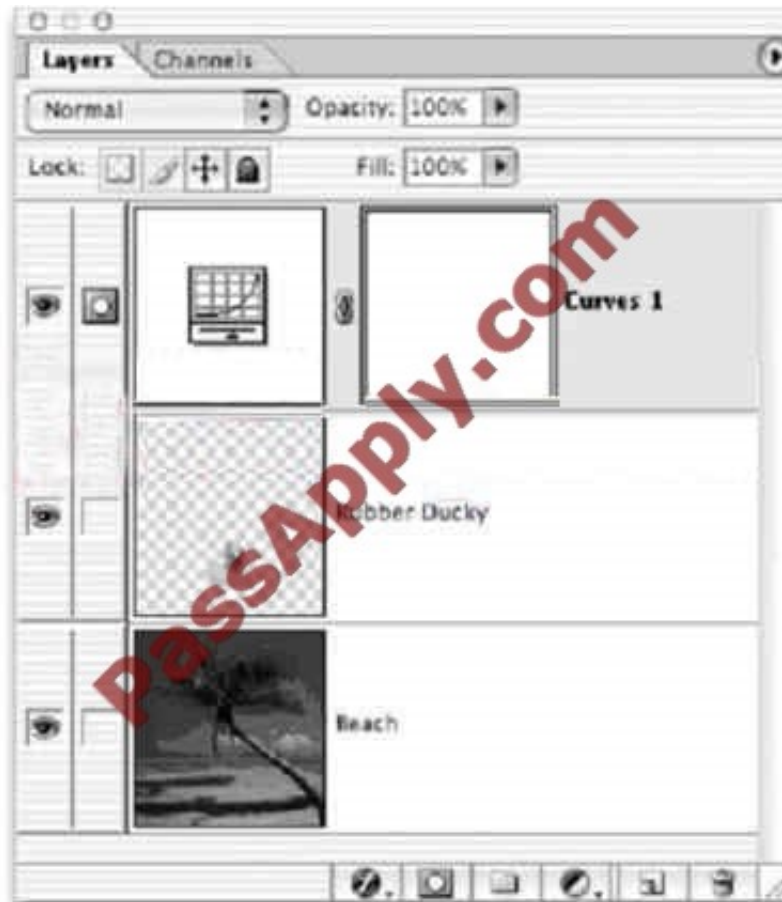 Layers Channels
Normal Opacity: 100%
Lock: Fill: 100%
Curves 1
Rubber Ducky
Beach
PassApply.com